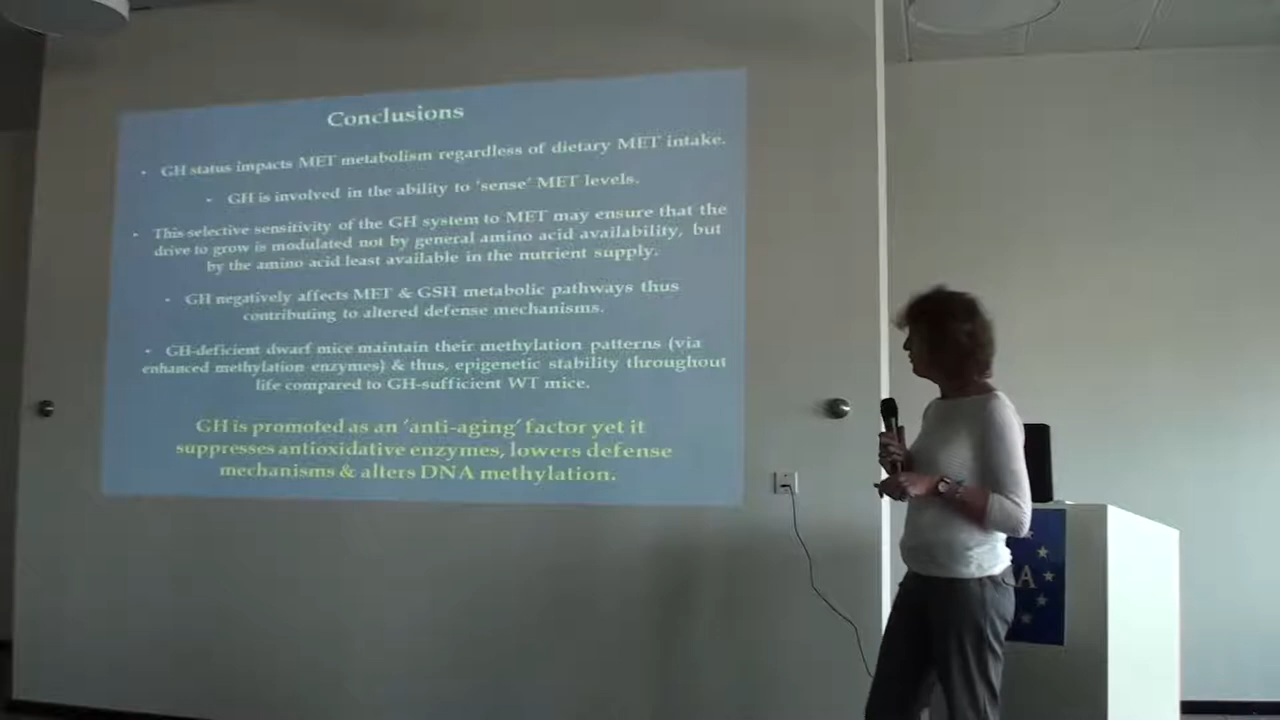 Conclusions
• GH status impacts MET metabolism regardless of dietary MET intake.
• GH is involved in the ability to 'sense' MET levels.
• This selective sensitivity of the GH system to MET may ensure that the
drive to grow is modulated not by general amino acid availability, but
by the amino acid least available in the nutrient supply.
• GH negatively affects MET & GSH metabolic pathways thus
contributing to altered defense mechanisms.
• GH-deficient dwarf mice maintain their methylation patterns (via
enhanced methylation enzymes) & thus, epigenetic stability throughout
life compared to GH-sufficient WT mice.
GH is promoted as an 'anti-aging' factor yet it
suppresses antioxidative enzymes, lowers defense
mechanisms & alters DNA methylation.
A